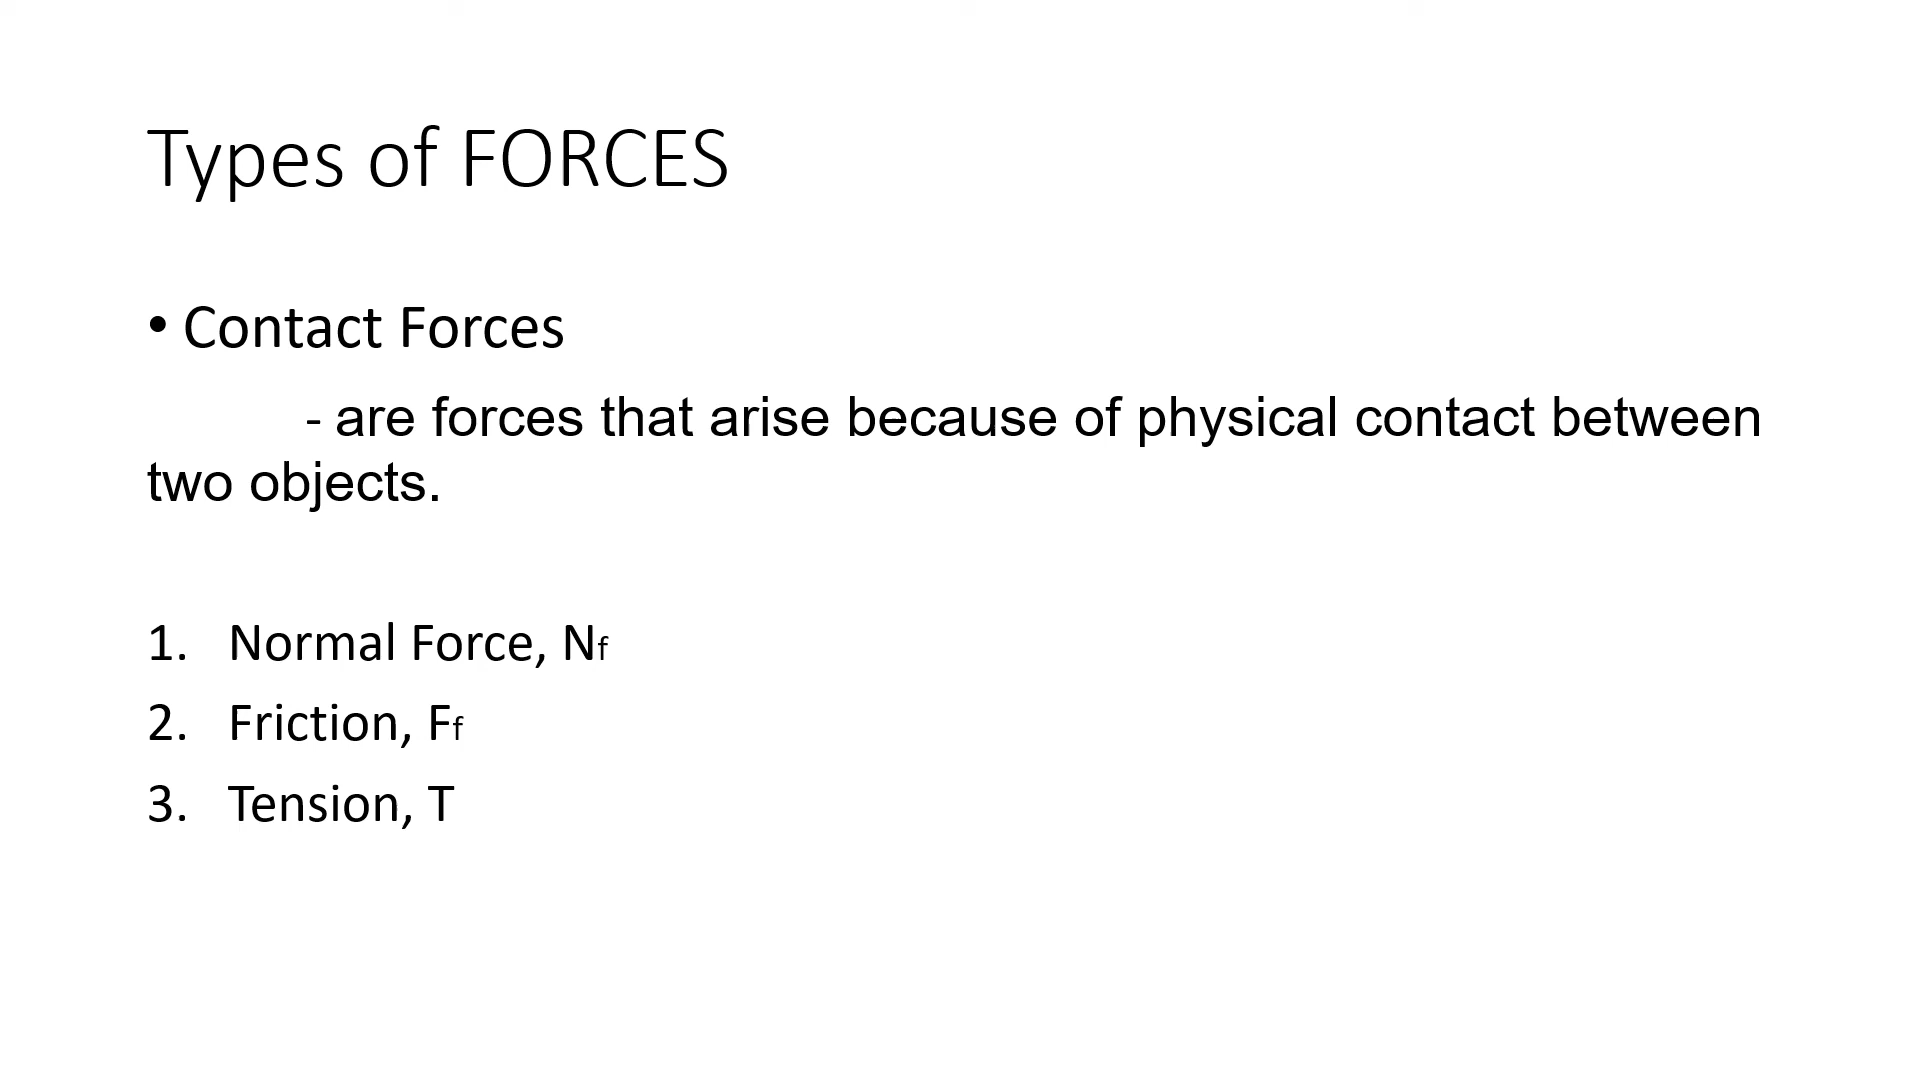 Types of FORCES
• Contact Forces
- are forces that arise because of physical contact between
two objects.
1. Normal Force, Nf
2. Friction, Ff
3. Tension, T